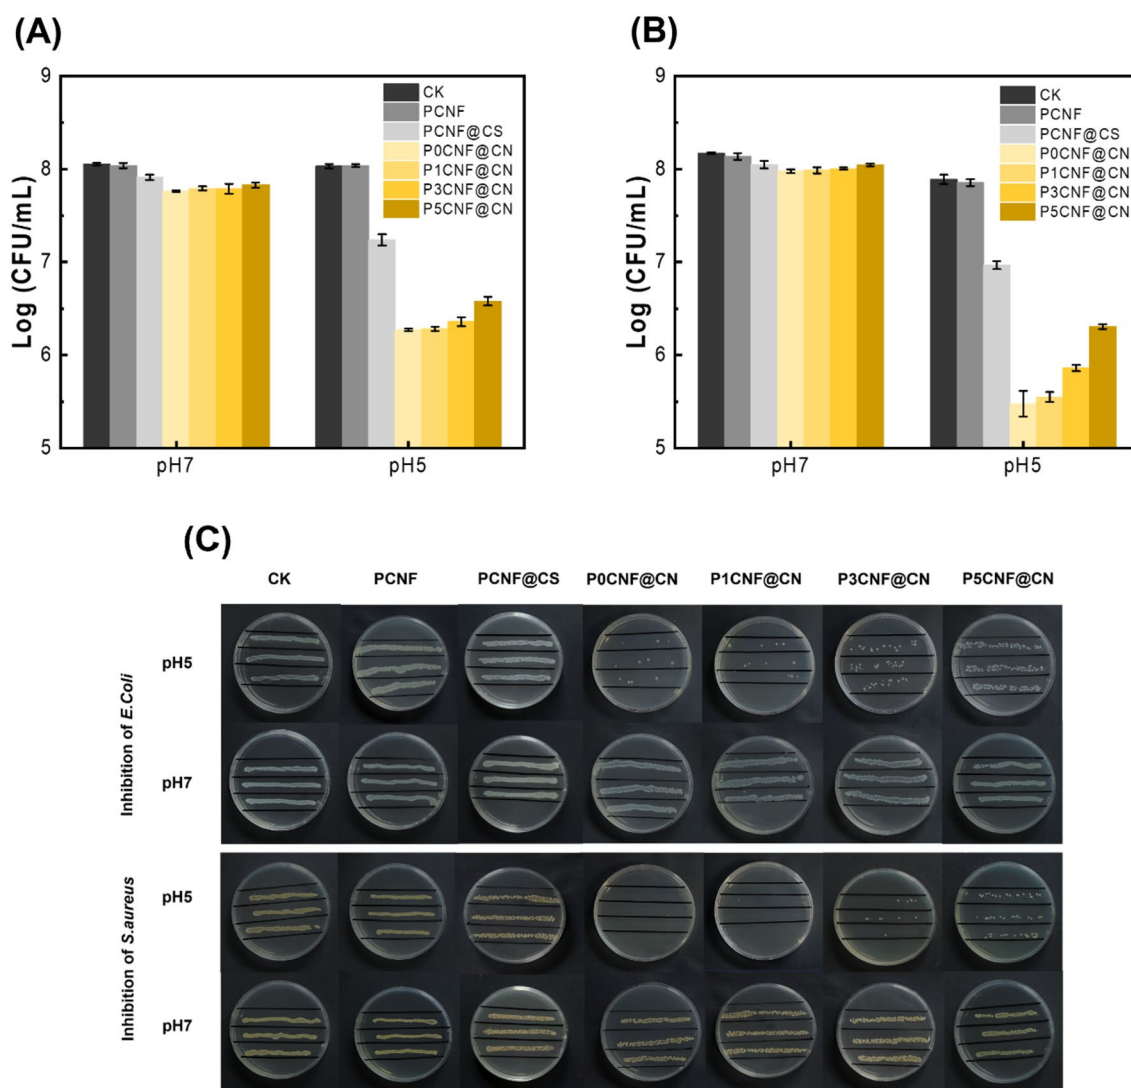 (A)
Log (CFU/mL)
9
8
7
6
5
CK
PCNF
PCNF@CS
P0CNF@CN
P1CNF@CN
P3CNF@CN
P5CNF@CN
pH7 pH5
(B)
Log (CFU/mL)
9
8
7
6
5
CK
PCNF
PCNF@CS
P0CNF@CN
P1CNF@CN
P3CNF@CN
P5CNF@CN
pH7 pH5
(C)
CK PCNF PCNF@CS P0CNF@CN P1CNF@CN P3CNF@CN P5CNF@CN
Inhibition of E.Coli
pH5
pH7
Inhibition of S.aureus
pH5
pH7